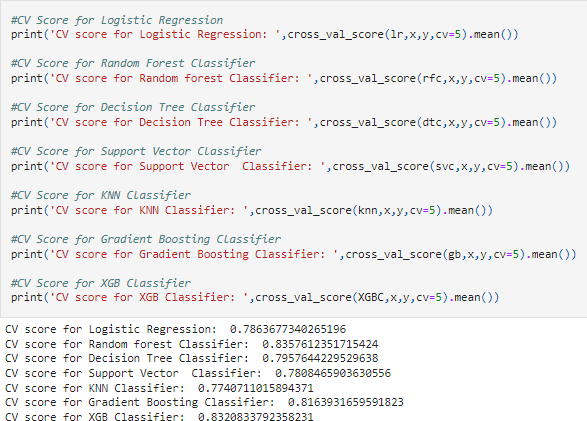 #CV Score for Logistic Regression
print('CV score for Logistic Regression: ',cross_val_score(lr,x,y,cv=5).mean())
#CV Score for Random Forest Classifier
print('CV score for Random forest Classifier: ',cross_val_score(rfc,x,y,cv=5).mean())
#CV Score for Decision Tree Classifier
print('CV score for Decision Tree Classifier: ',cross_val_score(dtc,x,y,cv=5).mean())
#CV Score for Support Vector Classifier
print('CV score for Support Vector  Classifier: ',cross_val_score(svc,x,y,cv=5).mean())
#CV Score for KNN Classifier
print('CV score for KNN Classifier: ',cross_val_score(knn,x,y,cv=5).mean())
#CV Score for Gradient Boosting Classifier
print('CV score for Gradient Boosting Classifier: ',cross_val_score(gb,x,y,cv=5).mean())
#CV Score for XGB Classifier
print('CV score for XGB Classifier: ',cross_val_score(XGBC,x,y,cv=5).mean())
CV score for Logistic Regression:  0.7863677340265196
CV score for Random forest Classifier:  0.8357612351715424
CV score for Decision Tree Classifier:  0.7957644229529638
CV score for Support Vector  Classifier:  0.7808465903630556
CV score for KNN Classifier:  0.7740711015894371
CV score for Gradient Boosting Classifier:  0.8163931659591823
CV score for XGB Classifier:  0.8320833792358231